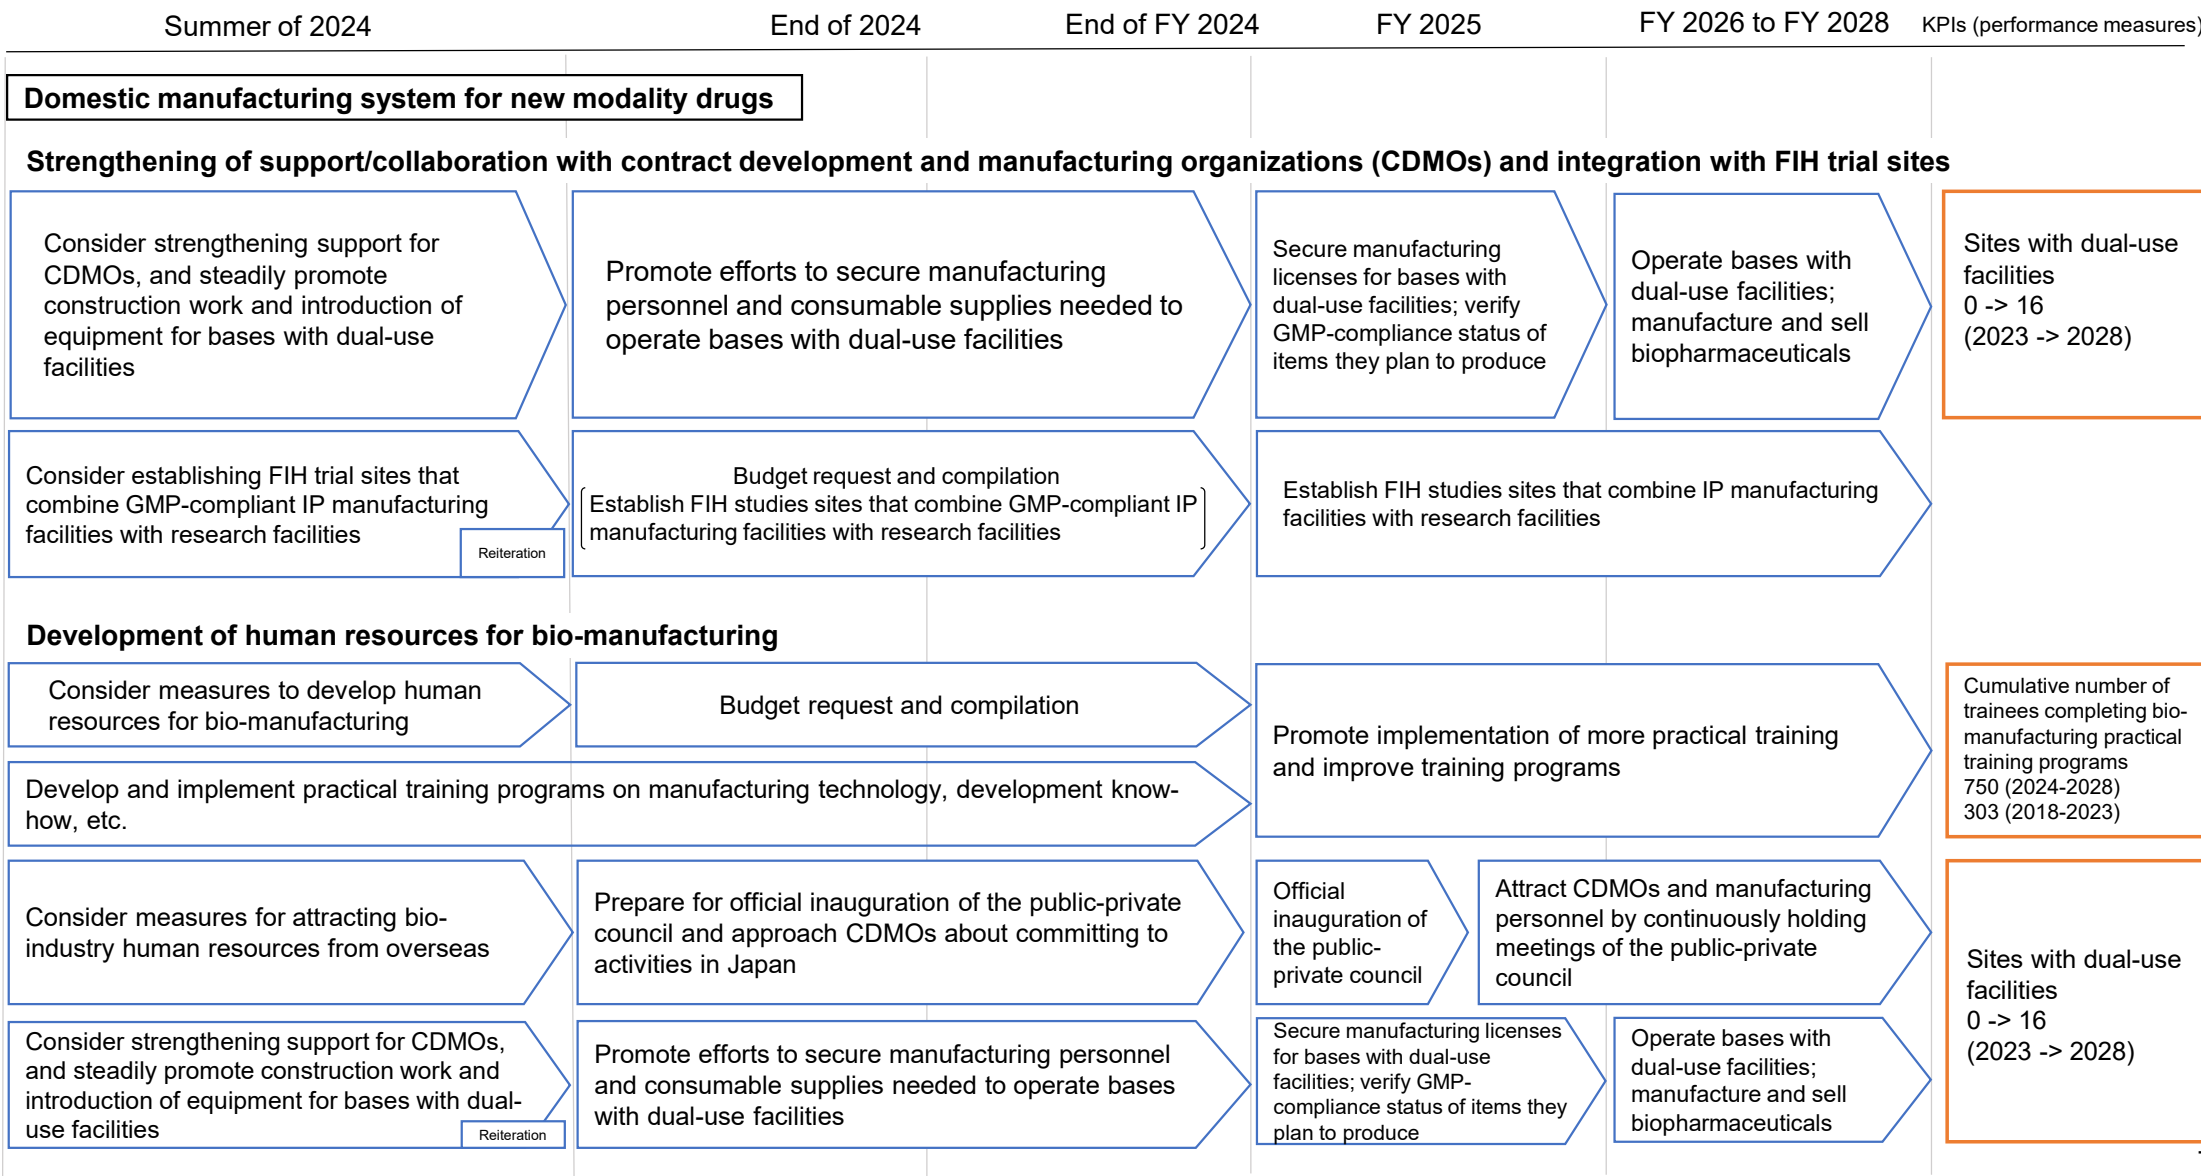 Summer of 2024
End of 2024
End of FY 2024
FY 2025
FY 2026 to FY 2028
KPIs (performance measures)
Domestic manufacturing system for new modality drugs
Strengthening of support/collaboration with contract development and manufacturing organizations (CDMOs) and integration with FIH trial sites
Consider strengthening support for
CDMOs, and steadily promote
construction work and introduction of
equipment for bases with dual-use
facilities
Promote efforts to secure manufacturing
personnel and consumable supplies needed to
operate bases with dual-use facilities
Secure manufacturing
licenses for bases with
dual-use facilities; verify
GMP-compliance status of
items they plan to produce
Operate bases with
dual-use facilities;
manufacture and sell
biopharmaceuticals
Sites with dual-use
facilities
0 -> 16
(2023 -> 2028)
Consider establishing FIH trial sites that
combine GMP-compliant IP manufacturing
facilities with research facilities
Reiteration
Budget request and compilation
Establish FIH studies sites that combine GMP-compliant IP
manufacturing facilities with research facilities
Establish FIH studies sites that combine IP manufacturing
facilities with research facilities
Development of human resources for bio-manufacturing
Consider measures to develop human
resources for bio-manufacturing
Budget request and compilation
Develop and implement practical training programs on manufacturing technology, development know-
how, etc.
Promote implementation of more practical training
and improve training programs
Cumulative number of
trainees completing bio-
manufacturing practical
training programs
750 (2024-2028)
303 (2018-2023)
Consider measures for attracting bio-
industry human resources from overseas
Prepare for official inauguration of the public-private
council and approach CDMOs about committing to
activities in Japan
Official
inauguration of
the public-
private council
Attract CDMOs and manufacturing
personnel by continuously holding
meetings of the public-private
council
Sites with dual-use
facilities
0 -> 16
(2023 -> 2028)
Consider strengthening support for CDMOs,
and steadily promote construction work and
introduction of equipment for bases with dual-
use facilities
Reiteration
Promote efforts to secure manufacturing personnel
and consumable supplies needed to operate bases
with dual-use facilities
Secure manufacturing licenses
for bases with dual-use
facilities; verify GMP-
compliance status of items they
plan to produce
Operate bases with
dual-use facilities;
manufacture and sell
biopharmaceuticals